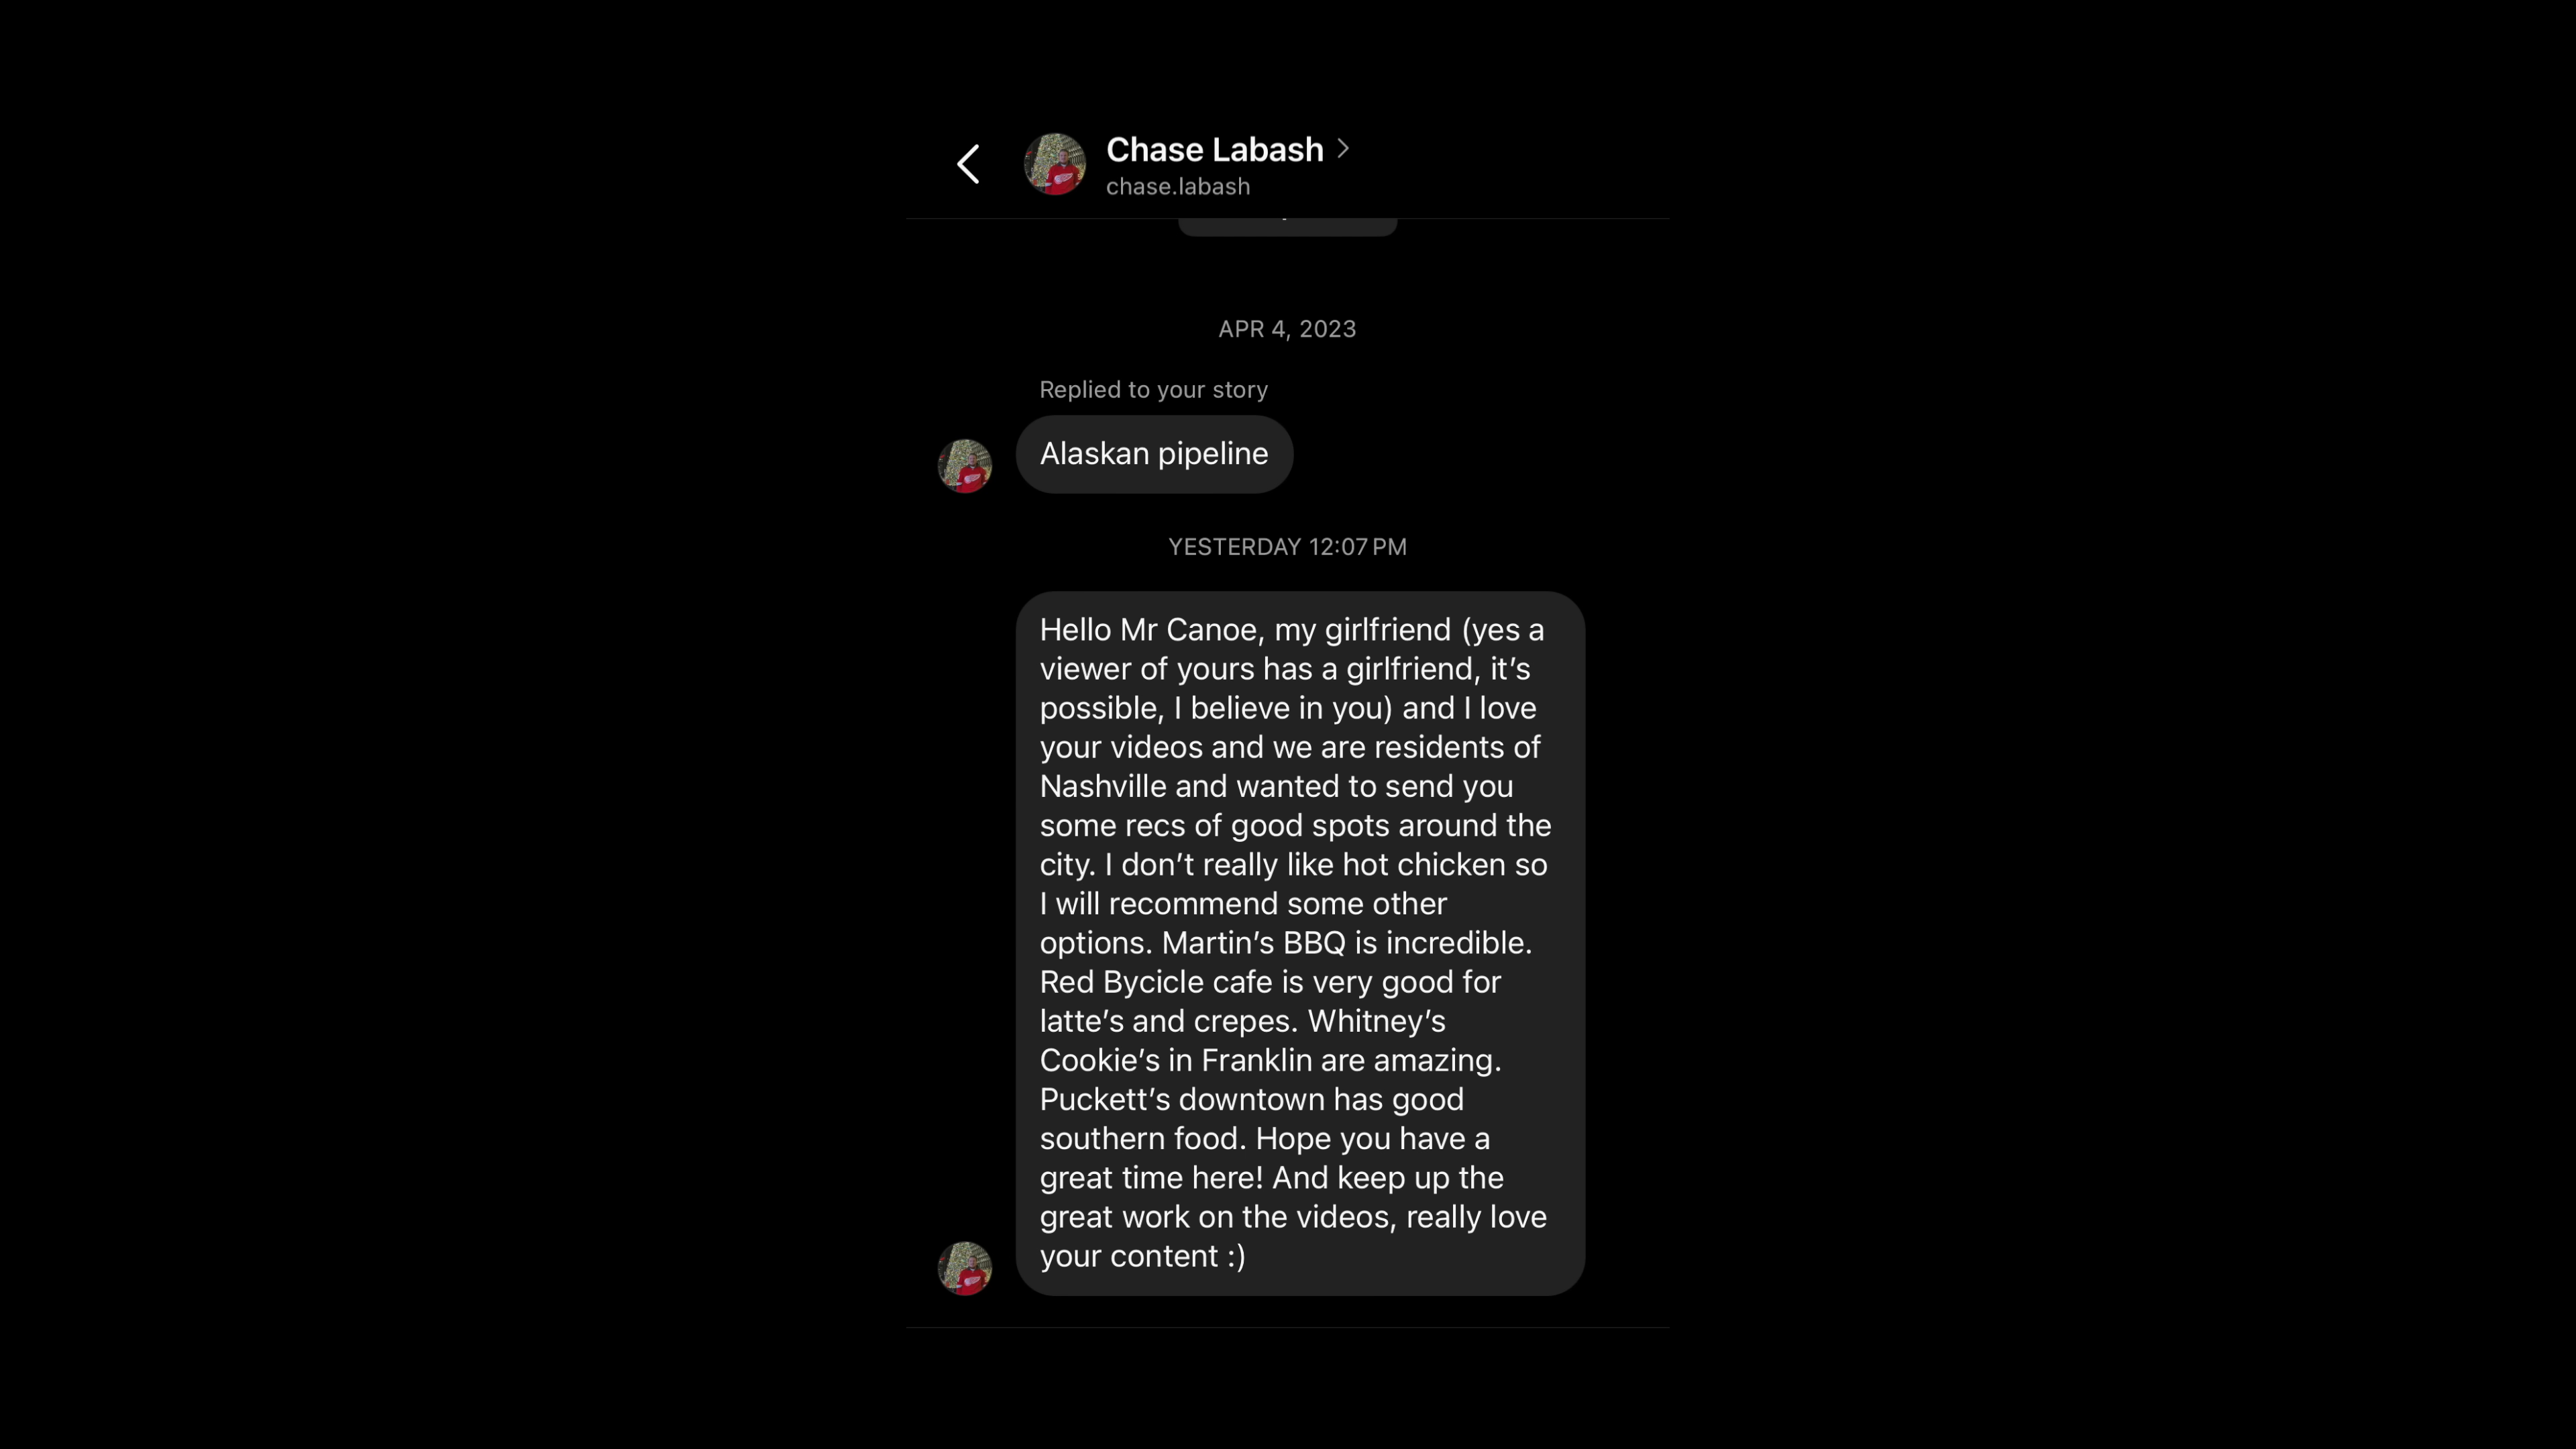 Chase Labash
chase.labash
APR 4, 2023
Replied to your story
Alaskan pipeline
YESTERDAY 12:07 PM
Hello Mr Canoe, my girlfriend (yes a
viewer of yours has a girlfriend, it’s
possible, I believe in you) and I love
your videos and we are residents of
Nashville and wanted to send you
some recs of good spots around the
city. I don’t really like hot chicken so
I will recommend some other
options. Martin’s BBQ is incredible.
Red Bycicle cafe is very good for
latte’s and crepes. Whitney’s
Cookie’s in Franklin are amazing.
Puckett’s downtown has good
southern food. Hope you have a
great time here! And keep up the
great work on the videos, really love
your content :)